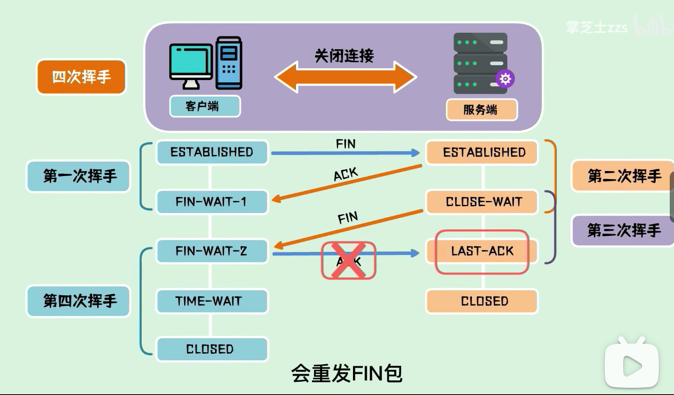 掌芝士zzs bilibili
四次挥手
关闭连接
客户端
服务端
ESTABLISHED
FIN
ESTABLISHED
第一次挥手
ACK
第二次挥手
FIN-WAIT-1
CLOSE-WAIT
FIN
第三次挥手
FIN-WAIT-2
ACK
LAST-ACK
第四次挥手
TIME-WAIT
CLOSED
CLOSED
会重发FIN包